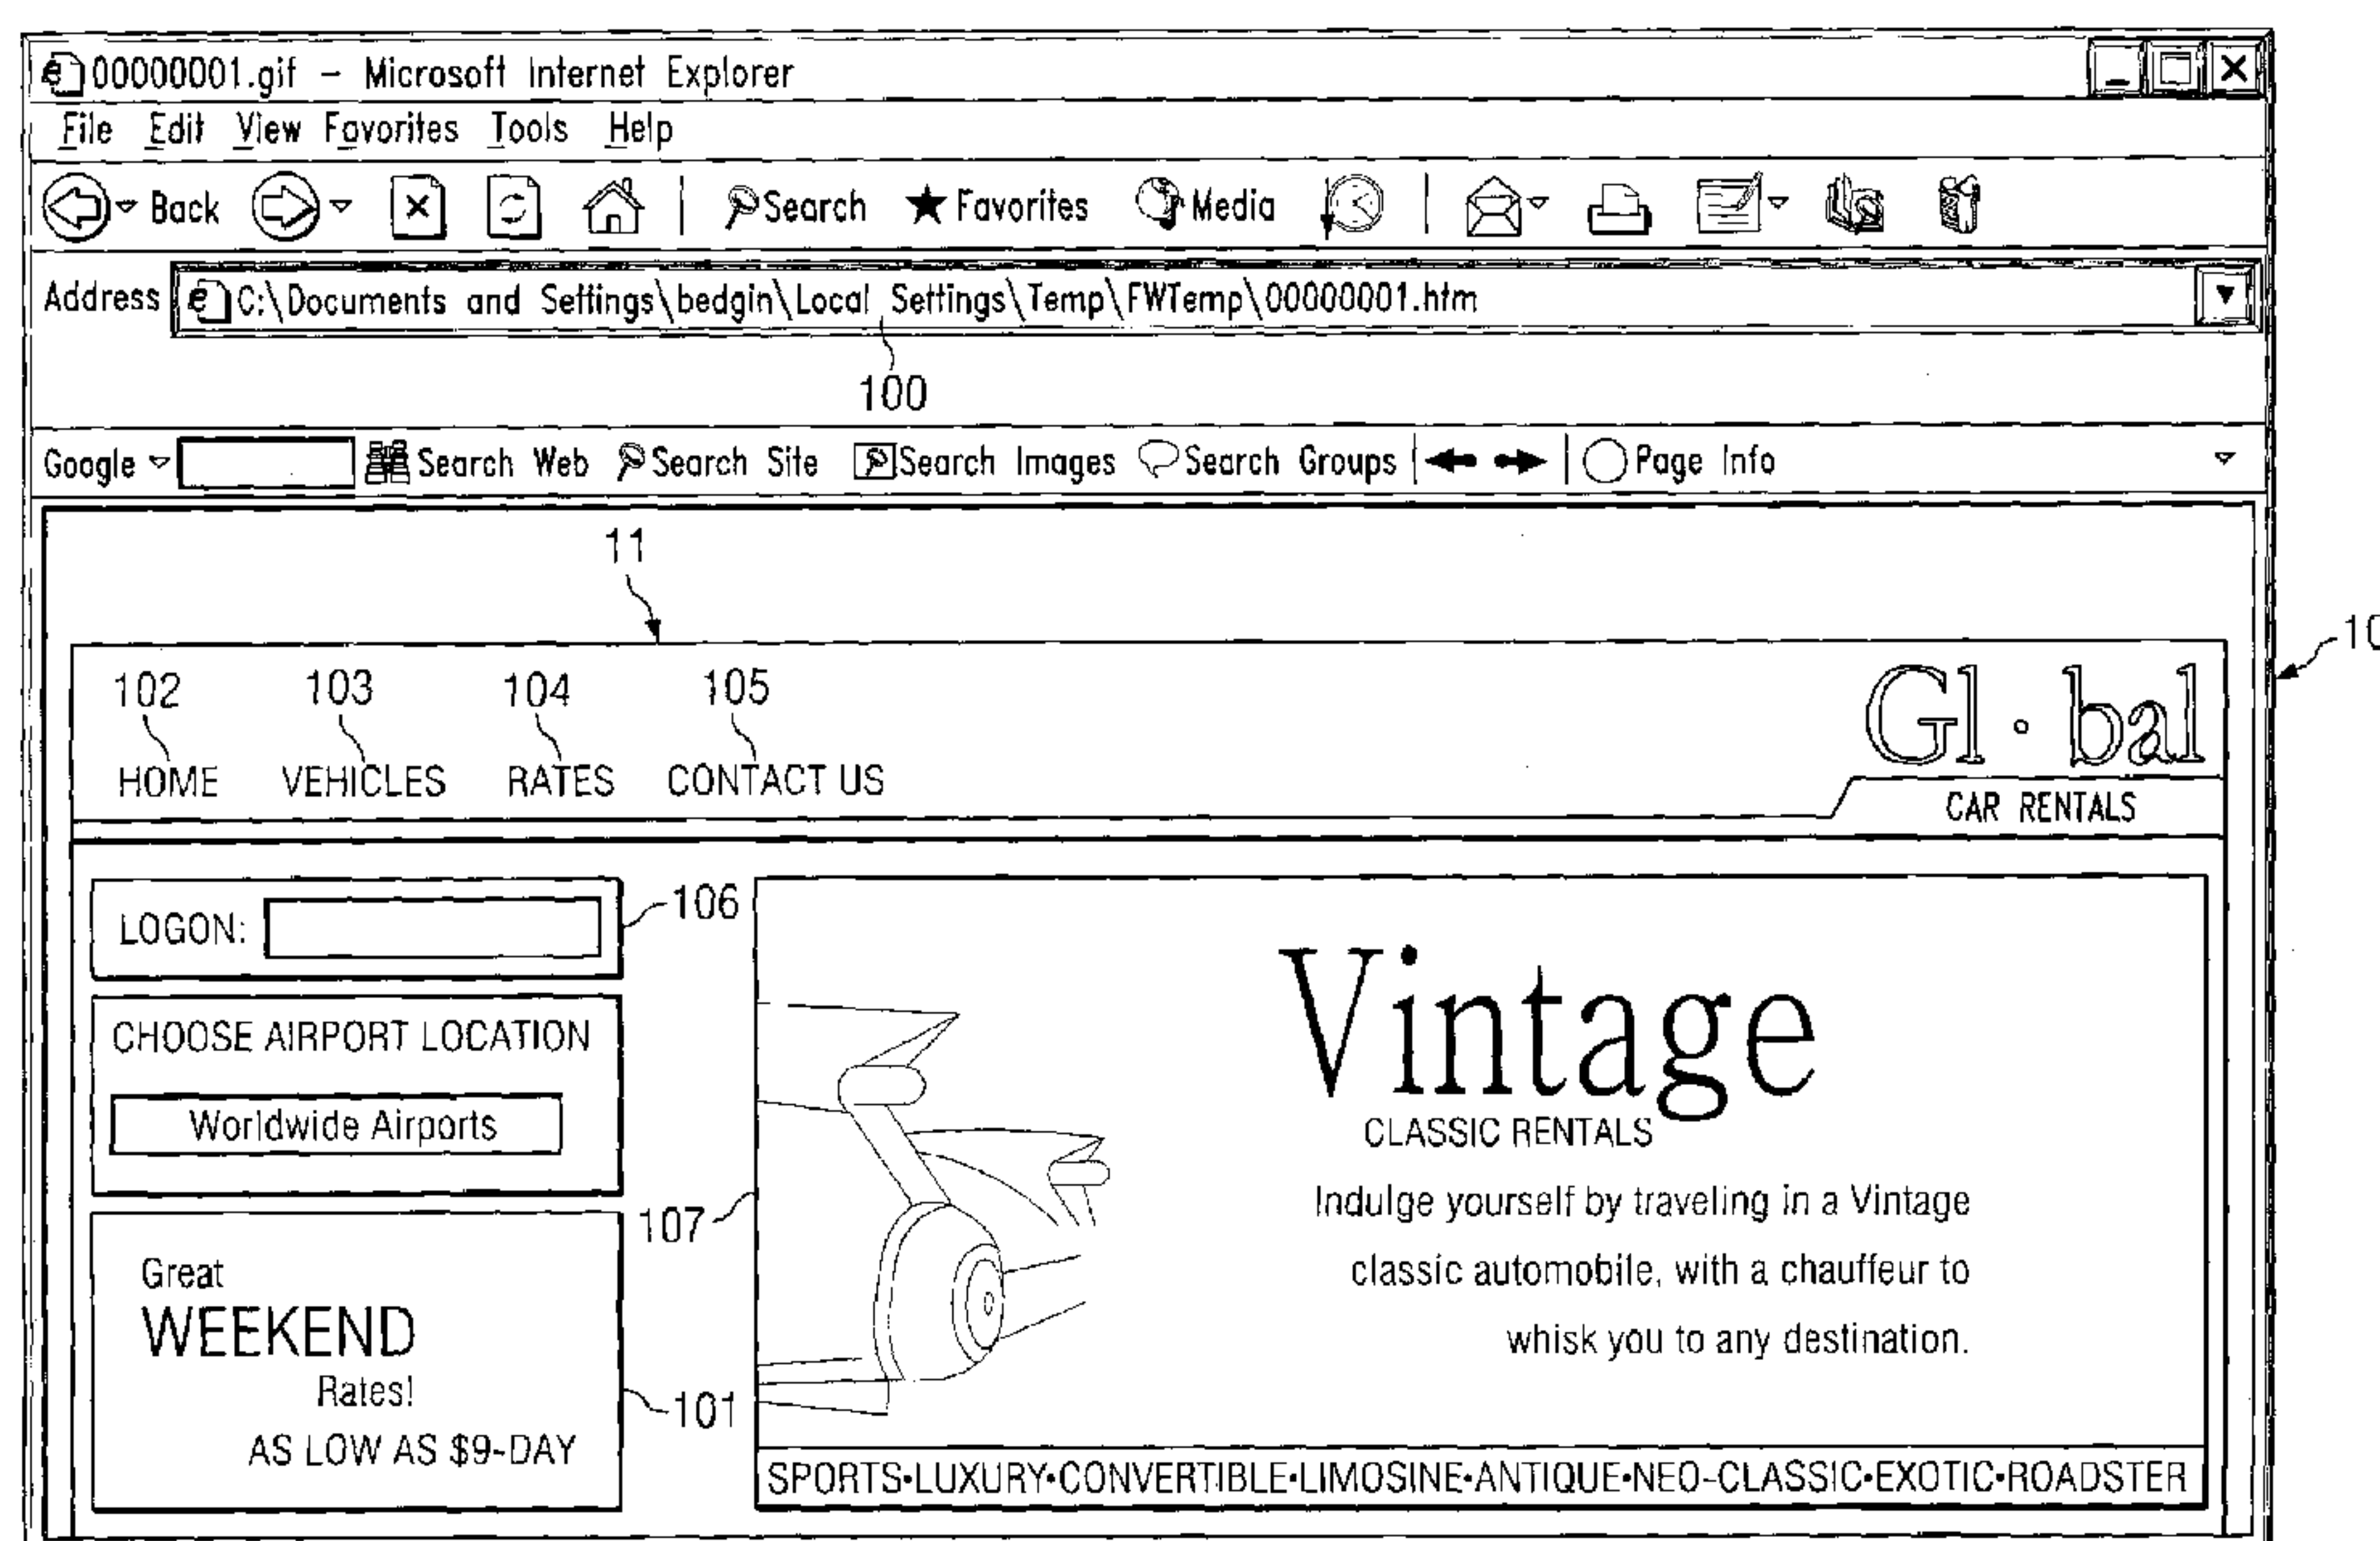 00000001.gif - Microsoft Internet Explorer
File Edit View Favorites Tools Help
Back Search Favorites Media
Address C:\Documents and Settings\bedgin\Local Settings\Temp\FWTemp\00000001.htm
100
Google Search Web Search Site Search Images Search Groups Page Info
11
10
102 103 104 105
Gl·bal
HOME VEHICLES RATES CONTACT US
CAR RENTALS
LOGON:
106
CHOOSE AIRPORT LOCATION
Worldwide Airports
107
Great
WEEKEND
Rates!
AS LOW AS $9-DAY
101
Vintage
CLASSIC RENTALS
Indulge yourself by traveling in a Vintage
classic automobile, with a chauffeur to
whisk you to any destination.
SPORTS•LUXURY•CONVERTIBLE•LIMOSINE•ANTIQUE•NEO-CLASSIC•EXOTIC•ROADSTER